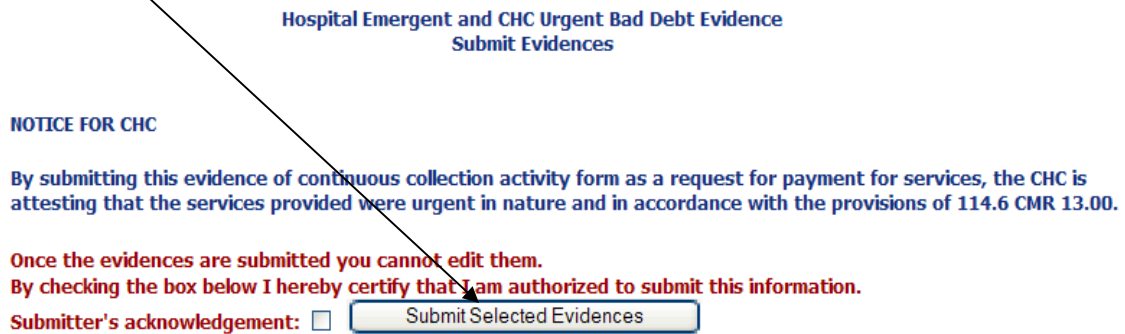 Hospital Emergent and CHC Urgent Bad Debt Evidence
Submit Evidences
NOTICE FOR CHC
By submitting this evidence of continuous collection activity form as a request for payment for services, the CHC is
attesting that the services provided were urgent in nature and in accordance with the provisions of 114.6 CMR 13.00.
Once the evidences are submitted you cannot edit them.
By checking the box below I hereby certify that I am authorized to submit this information.
Submitter's acknowledgement: Submit Selected Evidences